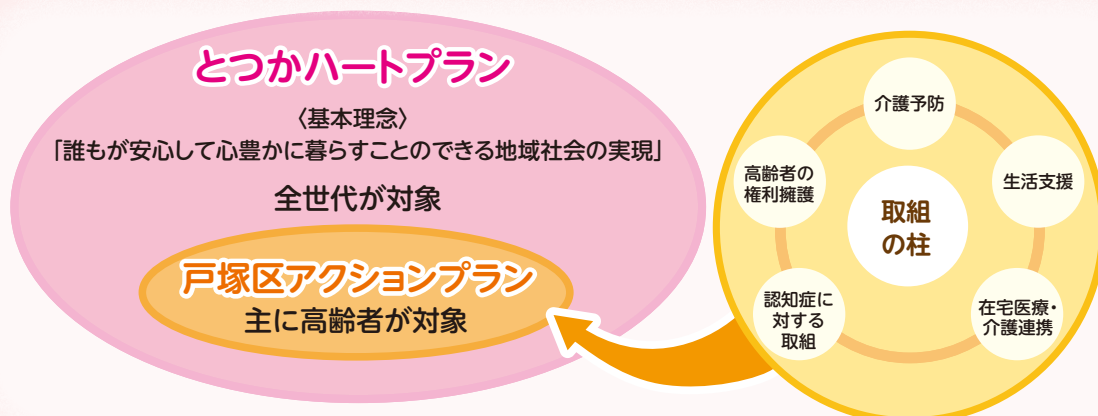 とつかハートプラン
〈基本理念〉
「誰もが安心して心豊かに暮らすことのできる地域社会の実現」
全世代が対象
戸塚区アクションプラン
主に高齢者が対象
取組
の柱
介護予防
生活支援
在宅医療・
介護連携
認知症に
対する
取組
高齢者の
権利擁護